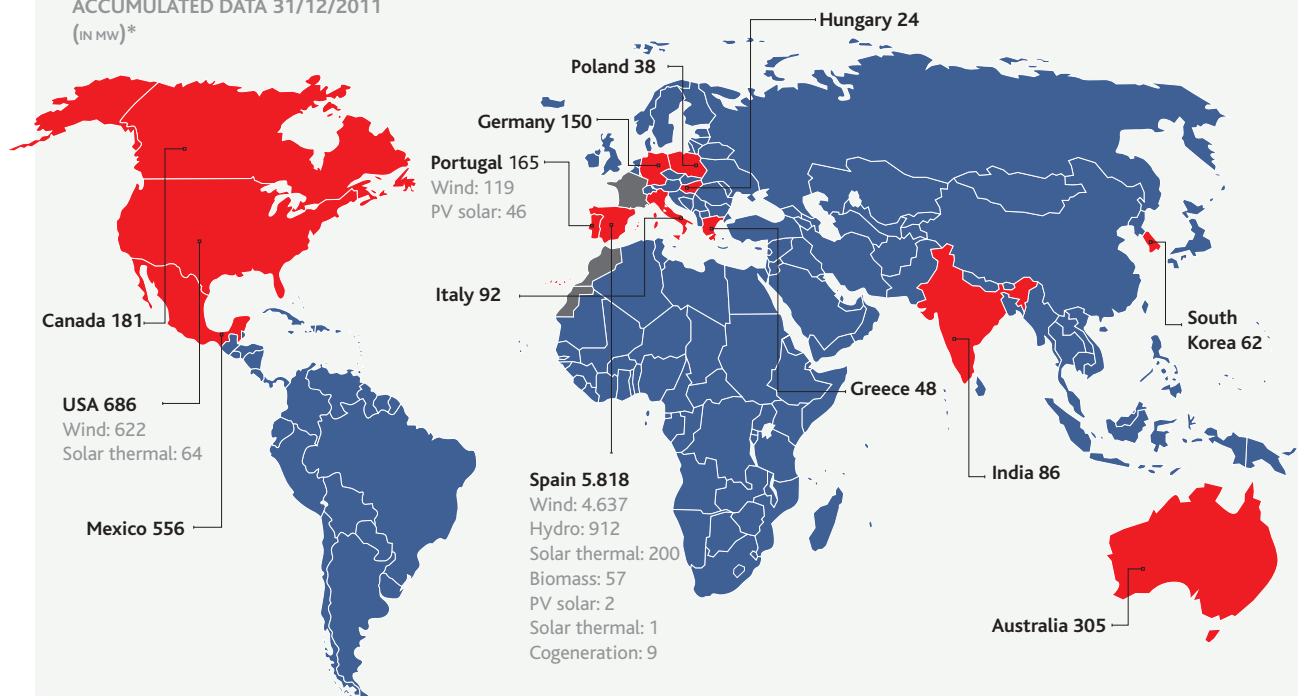 ACCUMULATED DATA 31/12/2011
(IN MW)*
Hungary 24
Poland 38
Germany 150
Portugal 165
Wind: 119
PV solar: 46
Italy 92
Canada 181
USA 686
Wind: 622
Solar thermal: 64
Mexico 556
Spain 5.818
Wind: 4.637
Hydro: 912
Solar thermal: 200
Biomass: 57
PV solar: 2
Solar thermal: 1
Cogeneration: 9
Greece 48
South
Korea 62
India 86
Australia 305